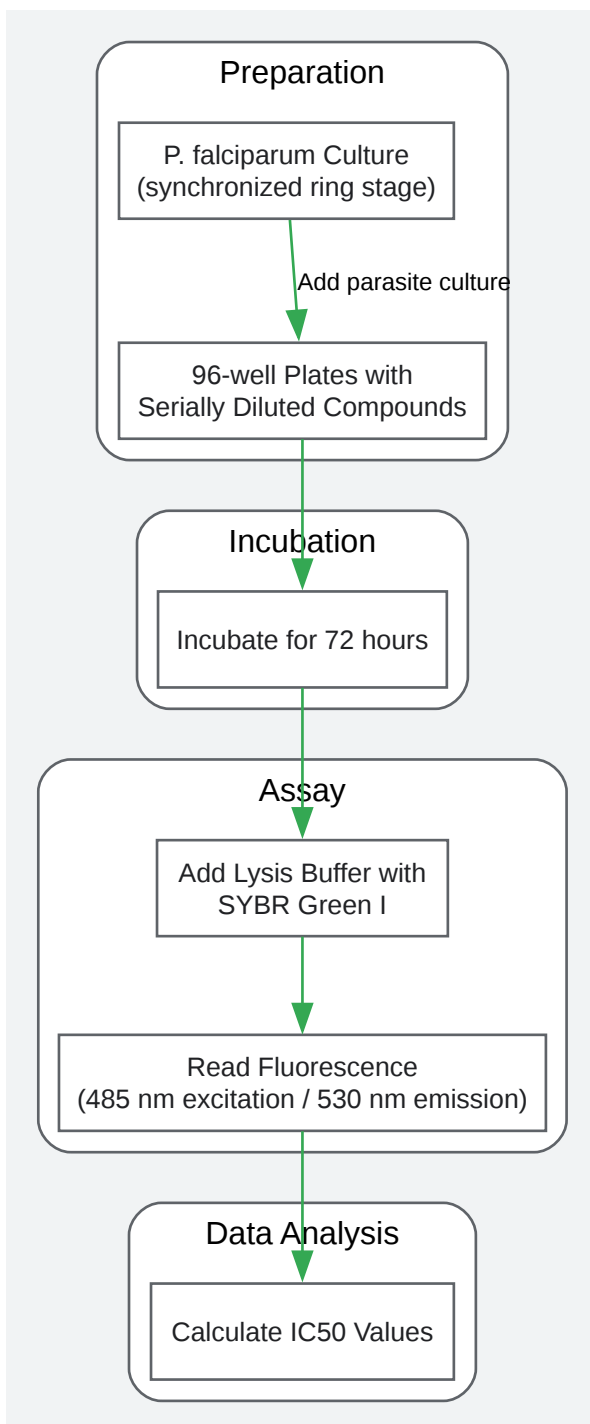 Preparation
P. falciparum Culture
(synchronized ring stage)
Add parasite culture
96-well Plates with
Serially Diluted Compounds
Incubation
Incubate for 72 hours
Assay
Add Lysis Buffer with
SYBR Green I
Read Fluorescence
(485 nm excitation / 530 nm emission)
Data Analysis
Calculate IC50 Values